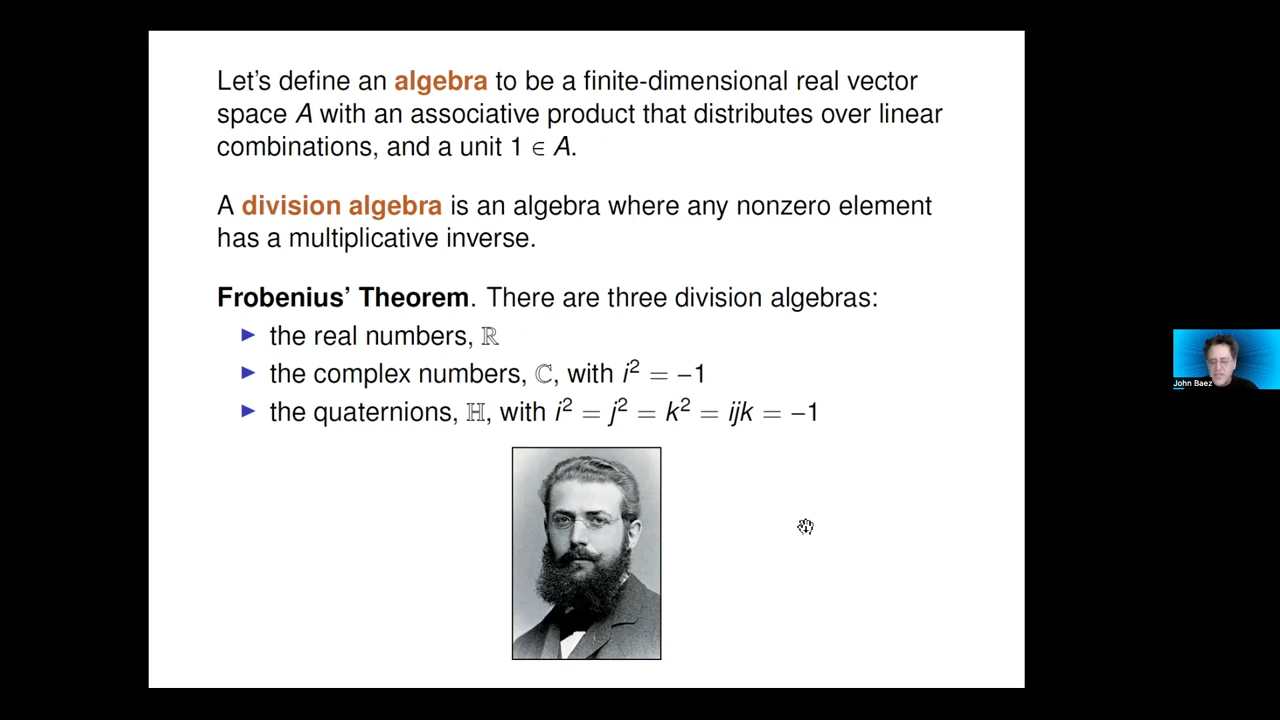 Let’s define an algebra to be a finite-dimensional real vector
space A with an associative product that distributes over linear
combinations, and a unit 1 ∈ A.
A division algebra is an algebra where any nonzero element
has a multiplicative inverse.
Frobenius’ Theorem. There are three division algebras:
▶ the real numbers, ℝ
▶ the complex numbers, ℂ, with i² = −1
▶ the quaternions, ℍ, with i² = j² = k² = ijk = −1
John Baez